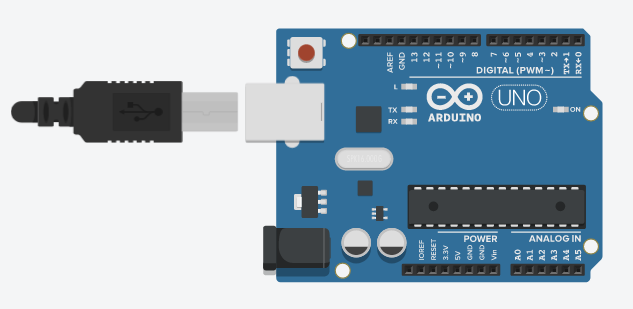 AREF
GND
13
12
~11
~10
~9
8
7
~6
~5
4
~3
2
TX→1
RX←0
DIGITAL (PWM~)
L
TX
RX
UNO
ARDUINO
ON
POWER
ANALOG IN
IOREF
RESET
3.3V
5V
GND
GND
Vin
A0
A1
A2
A3
A4
A5